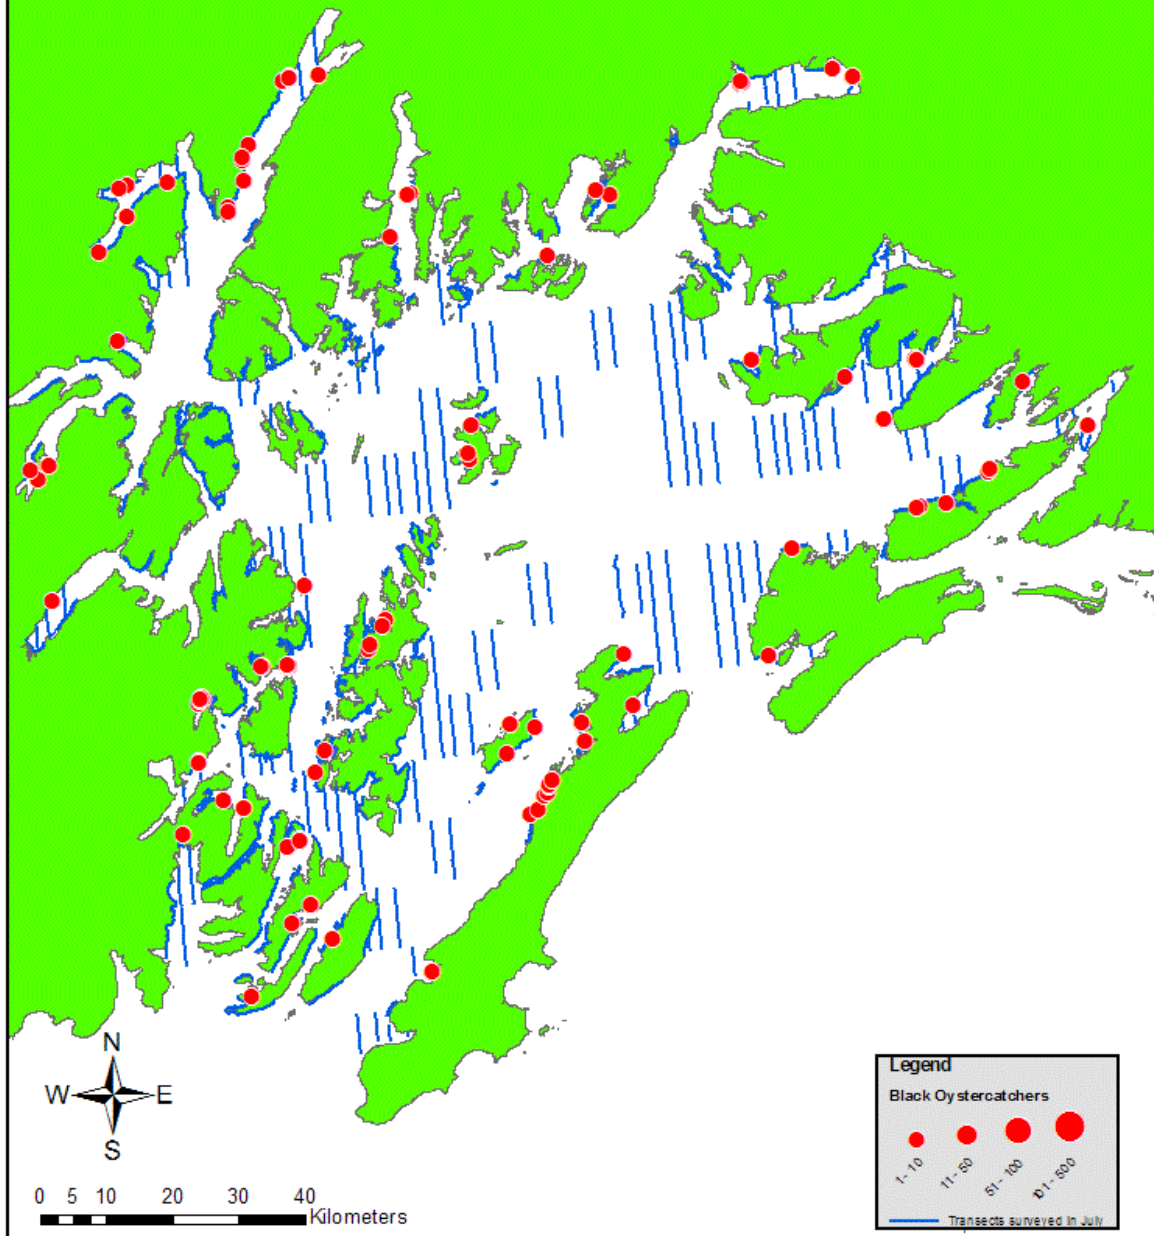 N
W E
S
0 5 10 20 30 40
Kilometers
Legend
Black Oystercatchers
1 - 10 11 - 50 51 - 100 101 - 500
Transects surveyed in July